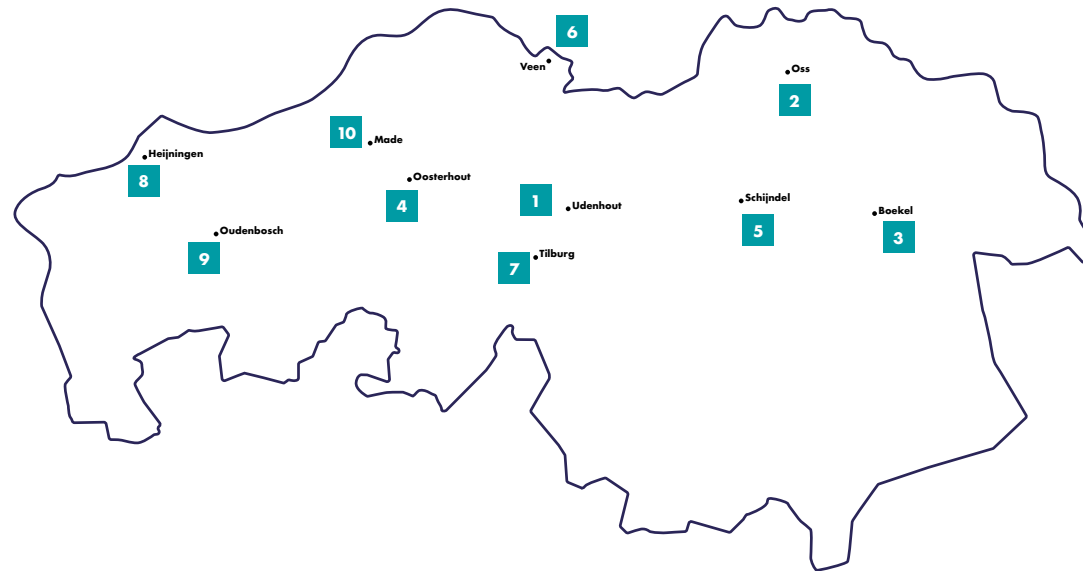 6
Veen
Oss
2
10
Made
Heijningen
8
Oosterhout
4
1
Udenhout
Schijndel
5
Boekel
3
Oudenbosch
9
Tilburg
7